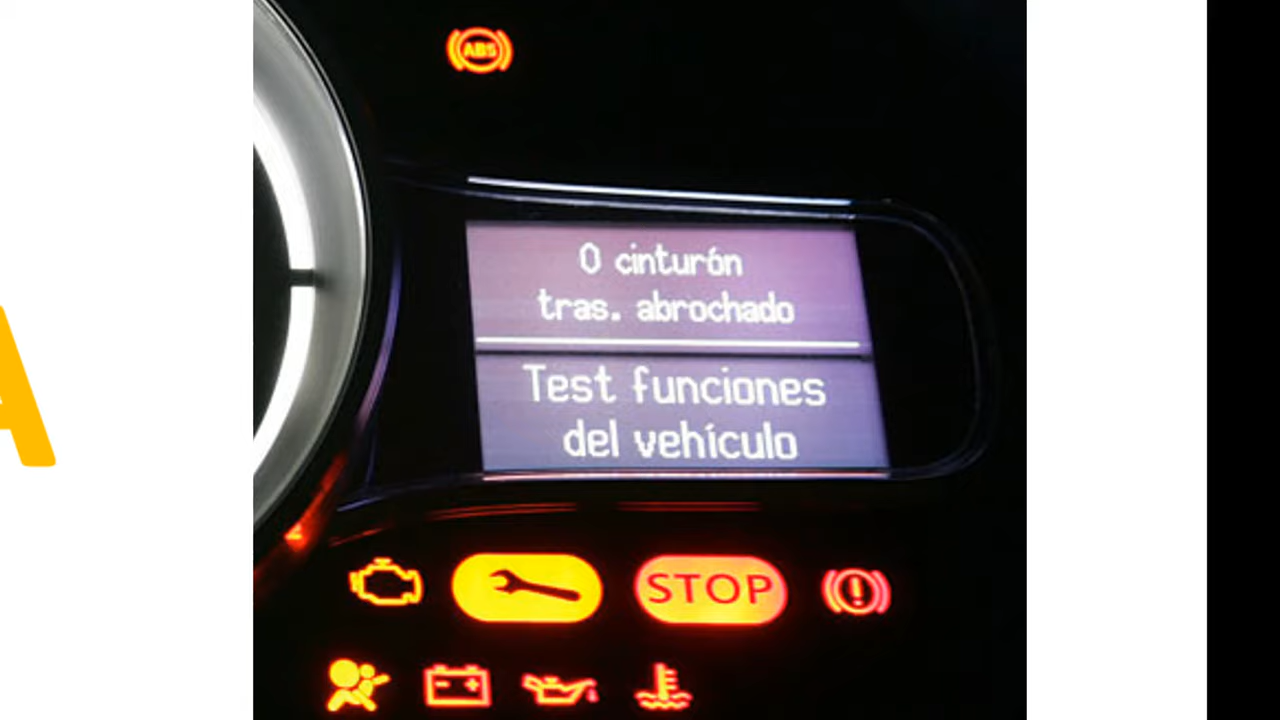 ABS
0 cinturón
tras. abrochado
Test funciones
del vehículo
STOP
A